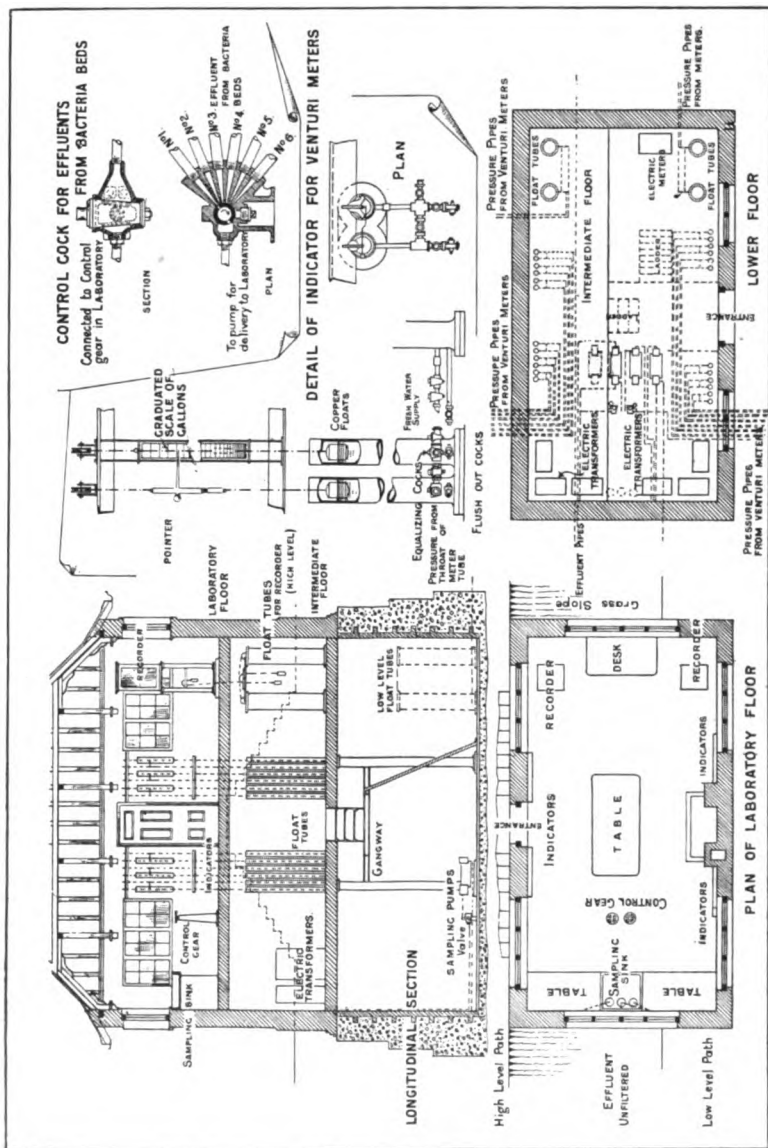 CONTROL COCK FOR EFFLUENTS
FROM BACTERIA BEDS
Connected to Control
gear in LABORATORY
SECTION
Nº1.
Nº2.
Nº3. EFFLUENT
FROM BACTERIA
Nº4. BEDS
Nº5.
Nº6.
To pump for
delivery to LABORATORY
PLAN
DETAIL OF INDICATOR FOR VENTURI METERS
GRADUATED
SCALE OF
GALLONS
POINTER
COPPER
FLOATS
FRESH WATER
SUPPLY
EQUALIZING COCKS
PRESSURE FROM
THROAT OF
METER
TUBE
FLUSH OUT COCKS
PLAN
RECORDER
LABORATORY
FLOOR
FLOAT TUBES
FOR RECORDER
(HIGH LEVEL)
INTERMEDIATE
FLOOR
INDICATORS
CONTROL
GEAR
SAMPLING SINK
FLOAT
TUBES
ELECTRIC
TRANSFORMERS.
LOW LEVEL
FLOAT TUBES
GANGWAY
SAMPLING PUMPS
Valve
LONGITUDINAL SECTION
PRESSURE PIPES
FROM VENTURI METERS
PRESSURE PIPES
FROM VENTURI METERS
PRESSURE PIPES
FROM METERS.
FLOAT TUBES
INTERMEDIATE FLOOR
ELECTRIC
METERS
FLOAT TUBES
LADDER
ELECTRIC
TRANSFORMERS
ELECTRIC
TRANSFORMERS
EFFLUENT PIPES
ENTRANCE
PRESSURE PIPES
FROM VENTURI METERS
LOWER FLOOR
High Level Path
ENTRANCE
Grass Slope
RECORDER
DESK
RECORDER
INDICATORS
TABLE
INDICATORS
CONTROL GEAR
INDICATORS
TABLE
SAMPLING
SINK
TABLE
EFFLUENT
UNFILTERED
Low Level Path
PLAN OF LABORATORY FLOOR